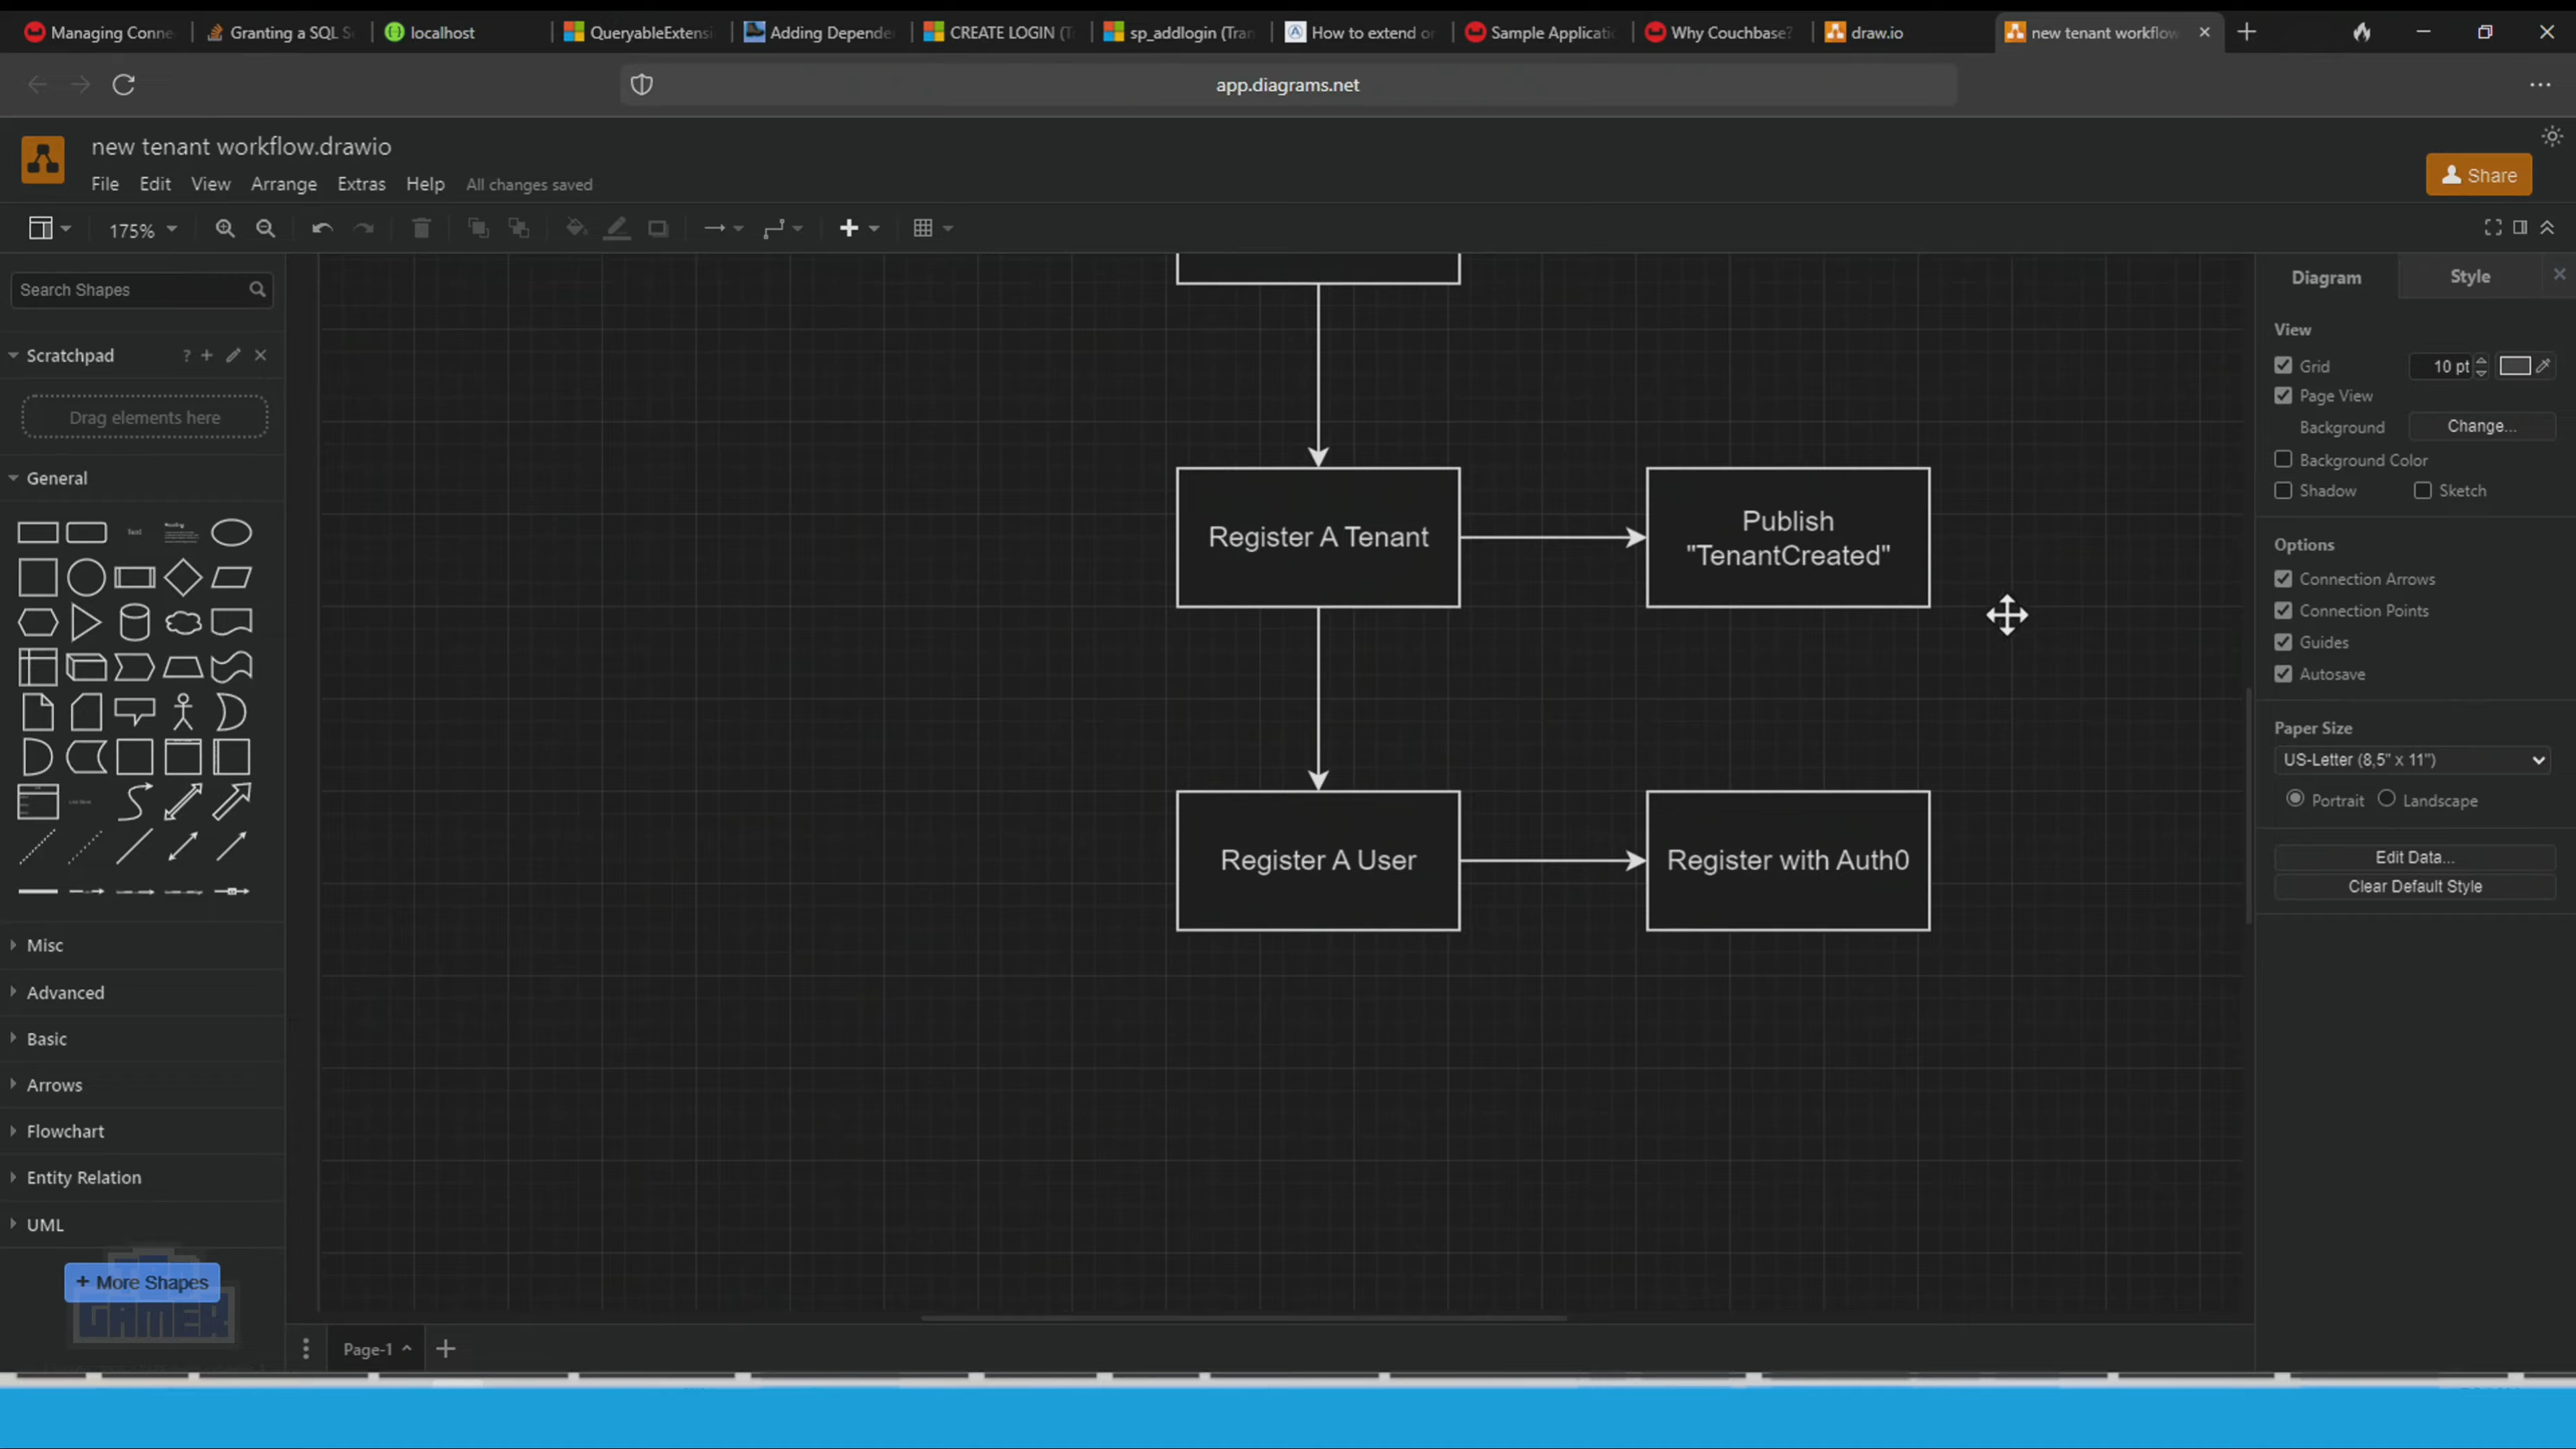 Managing Conne
Granting a SQL S
localhost
QueryableExtensi
Adding Depende
CREATE LOGIN (T
sp_addlogin (Tran
How to extend or
Sample Applicati
Why Couchbase?
draw.io
new tenant workflow
app.diagrams.net
new tenant workflow.drawio
File Edit View Arrange Extras Help All changes saved
Share
175%
Search Shapes
Scratchpad
?
Drag elements here
General
Text
Heading
Misc
Advanced
Basic
Arrows
Flowchart
Entity Relation
UML
+ More Shapes
GAMER
Register A Tenant
Publish
"TenantCreated"
Register A User
Register with Auth0
Page-1
Diagram
Style
View
Grid
10 pt
Page View
Background
Change...
Background Color
Shadow
Sketch
Options
Connection Arrows
Connection Points
Guides
Autosave
Paper Size
US-Letter (8,5" x 11")
Portrait
Landscape
Edit Data...
Clear Default Style